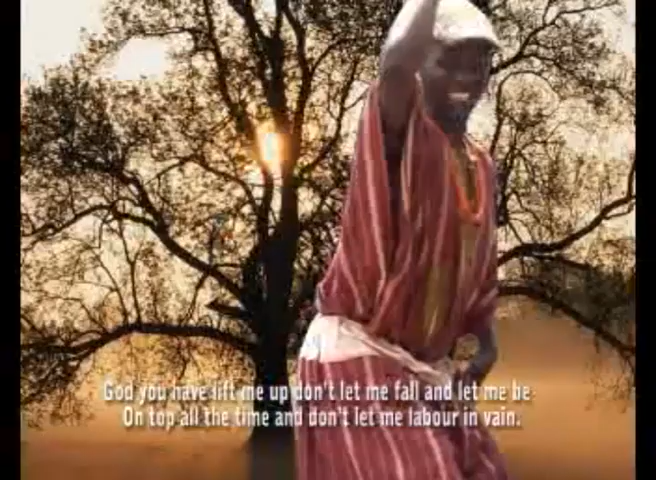 God you have lift me up don't let me fall and let me be
On top all the time and don't let me labour in vain.